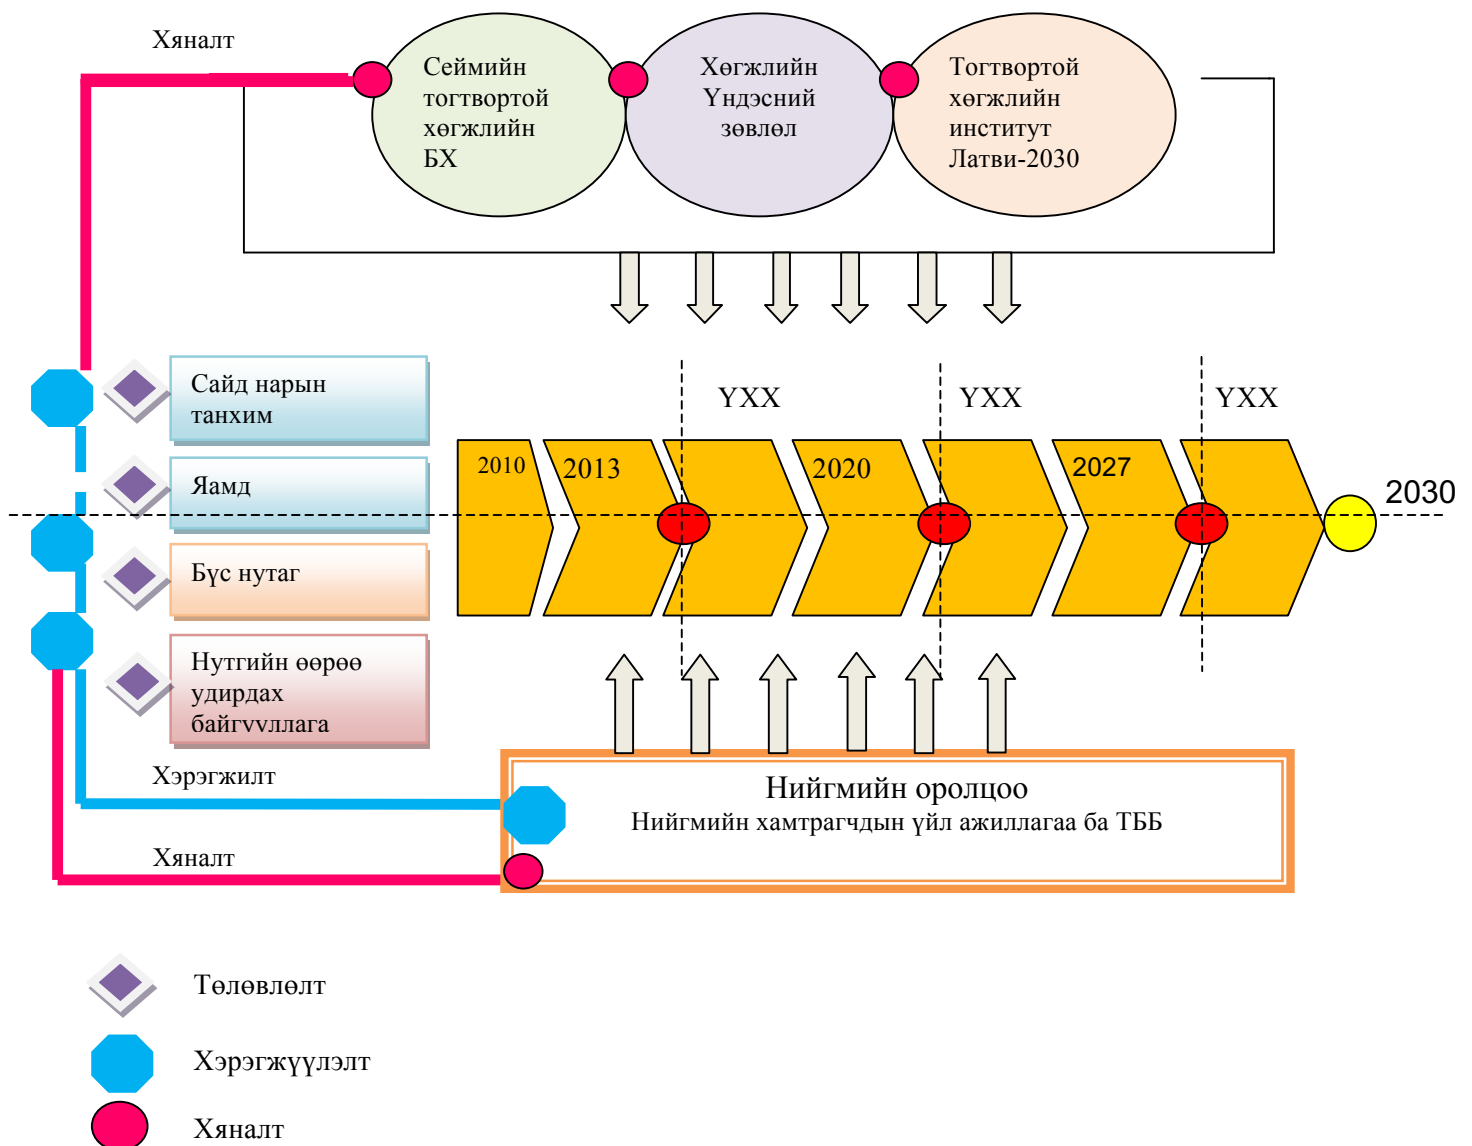 Хяналт
Сеймийн
тогтвортой
хөгжлийн
БХ
Хөгжлийн
Үндэсний
зөвлөл
Тогтвортой
хөгжлийн
институт
Латви-2030
Сайд нарын
танхим
Яамд
Бүс нутаг
Нутгийн өөрөө
удирдах
байгууллага
ҮХХ
ҮХХ
ҮХХ
2010
2013
2020
2027
2030
Хэрэгжилт
Хяналт
Нийгмийн оролцоо
Нийгмийн хамтрагчдын үйл ажиллагаа ба ТББ
Төлөвлөлт
Хэрэгжүүлэлт
Хяналт